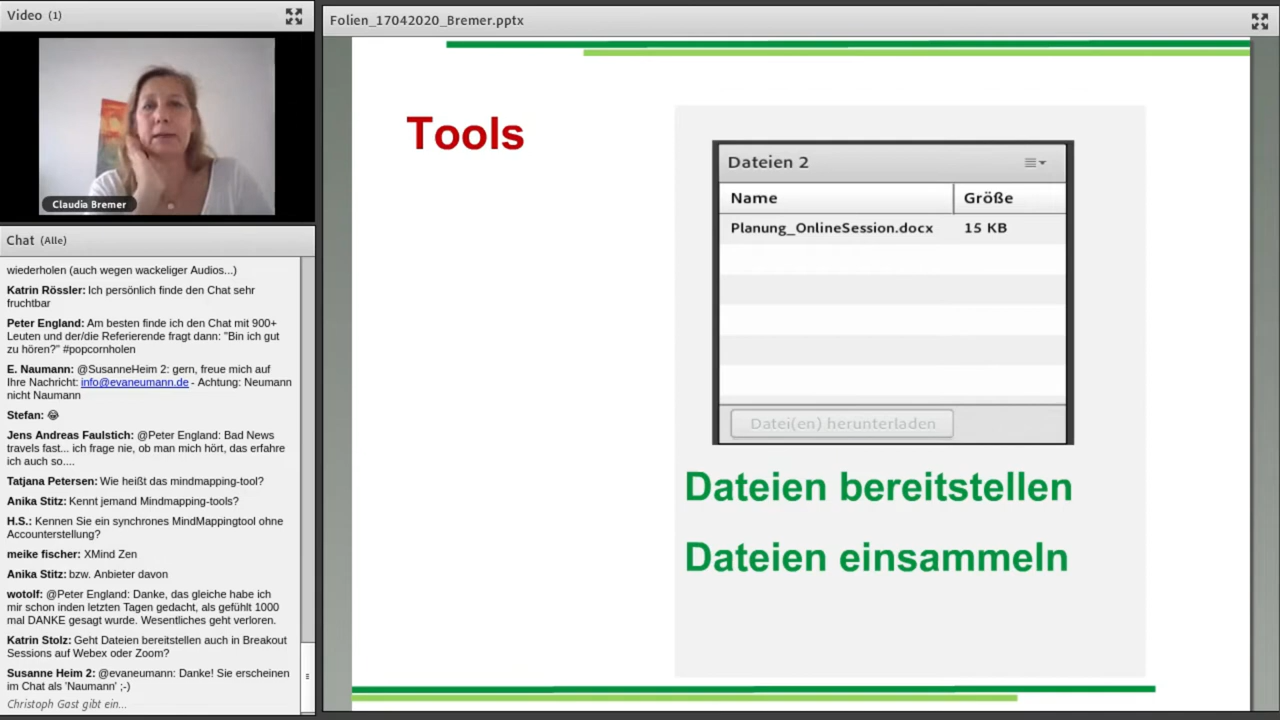 Video (1)
Claudia Bremer
Chat (Alle)
wiederholen (auch wegen wackeliger Audios...)
Katrin Rössler: Ich persönlich finde den Chat sehr
fruchtbar
Peter England: Am besten finde ich den Chat mit 900+
Leuten und der/die Referierende fragt dann: "Bin ich gut
zu hören?" #popcornholen
E. Naumann: @SusanneHeim 2: gern, freue mich auf
Ihre Nachricht: info@evaneumann.de - Achtung: Neumann
nicht Naumann
Stefan: 😂
Jens Andreas Faulstich: @Peter England: Bad News
travels fast... ich frage nie, ob man mich hört, das erfahre
ich auch so....
Tatjana Petersen: Wie heißt das mindmapping-tool?
Anika Stitz: Kennt jemand Mindmapping-tools?
H.S.: Kennen Sie ein synchrones MindMappingtool ohne
Accounterstellung?
meike fischer: XMind Zen
Anika Stitz: bzw. Anbieter davon
wotolf: @Peter England: Danke, das gleiche habe ich
mir schon inden letzten Tagen gedacht, als gefühlt 1000
mal DANKE gesagt wurde. Wesentliches geht verloren.
Katrin Stolz: Geht Dateien bereitstellen auch in Breakout
Sessions auf Webex oder Zoom?
Susanne Heim 2: @evaneumann: Danke! Sie erscheinen
im Chat als 'Naumann' ;-)
Christoph Gast gibt ein...
Folien_17042020_Bremer.pptx
Tools
Dateien 2
Name Größe
Planung_OnlineSession.docx 15 KB
Datei(en) herunterladen
Dateien bereitstellen
Dateien einsammeln